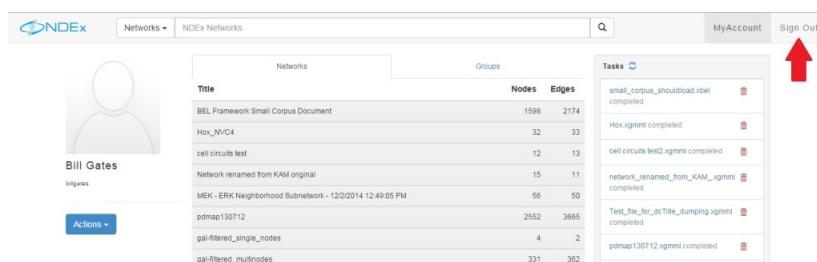 NDEx Networks NDEx Networks MyAccount Sign Out
Networks Groups
Title Nodes Edges
BEL Framework Small Corpus Document 1598 2174
Hox_NVC4 32 33
cell circuits test 12 13
Network renamed from KAM original 15 11
MEK - ERK Neighborhood Subnetwork - 12/2/2014 12:49:05 PM 56 50
pdmap130712 2552 3665
gal-filtered_single_nodes 4 2
gal-filtered_multinodes 331 362
Bill Gates
billgates
Actions
Tasks
small_corpus_shouldload.xbel
completed
Hox.xgmml completed
cell circuits test2.xgmml completed
network_renamed_from_KAM_.xgmml
completed
Test_file_for_dcTitle_dumping.xgmml
completed
pdmap130712.xgmml completed